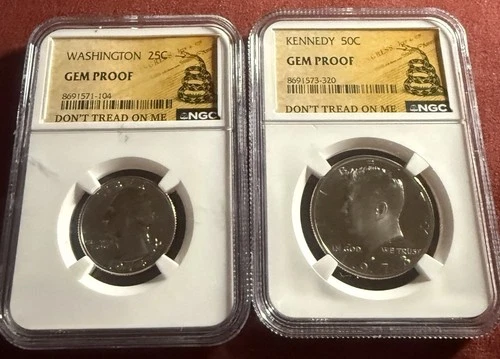 WASHINGTON 25C
GEM PROOF
8691571-104
NGC
DON'T TREAD ON ME
KENNEDY 50C
GEM PROOF
8691573-320
NGC
DON'T TREAD ON ME
IN GOD WE TRUST